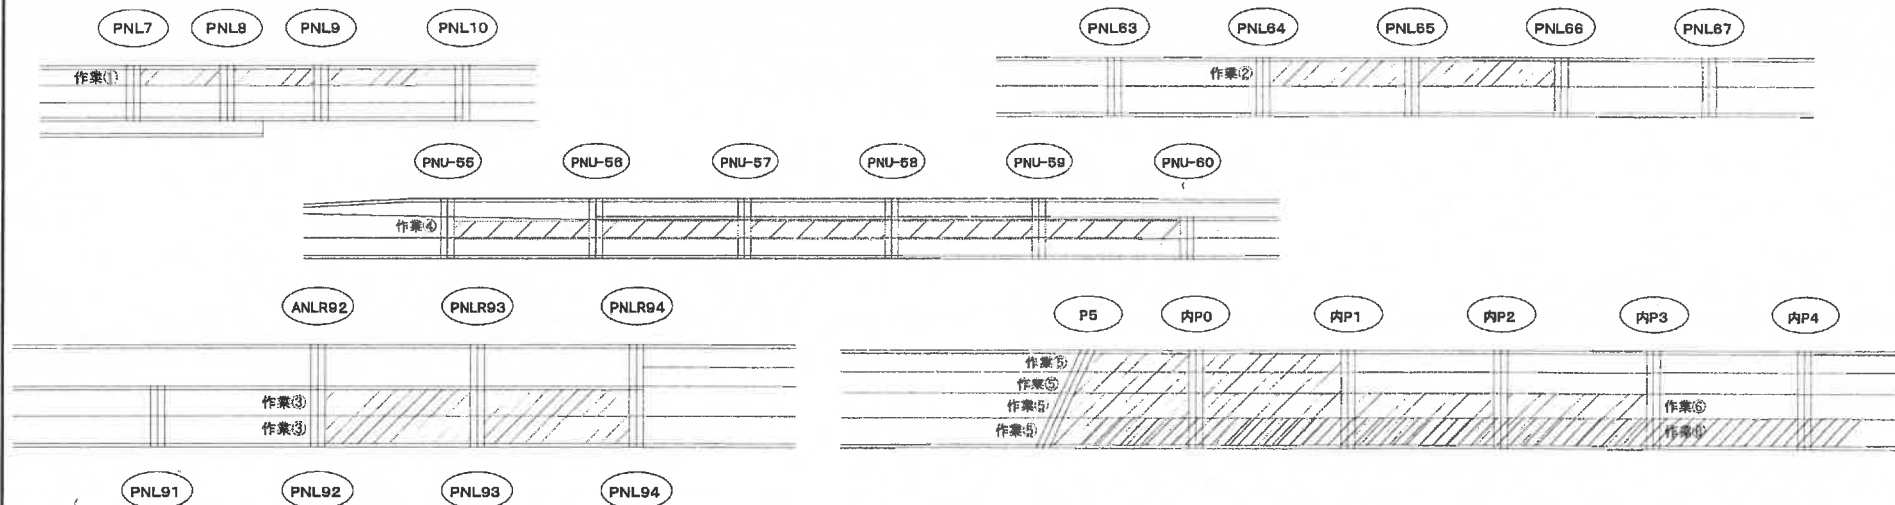 PNL7 PNL8 PNL9 PNL10
作業①
PNL63 PNL64 PNL65 PNL66 PNL67
作業②
PNU-55 PNU-56 PNU-57 PNU-58 PNU-59 PNU-60
作業④
ANLR92 PNLR93 PNLR94
作業③
作業③
PNL91 PNL92 PNL93 PNL94
P5 内P0 内P1 内P2 内P3 内P4
作業⑤
作業⑤
作業⑤ 作業⑥
作業⑤ 作業⑥